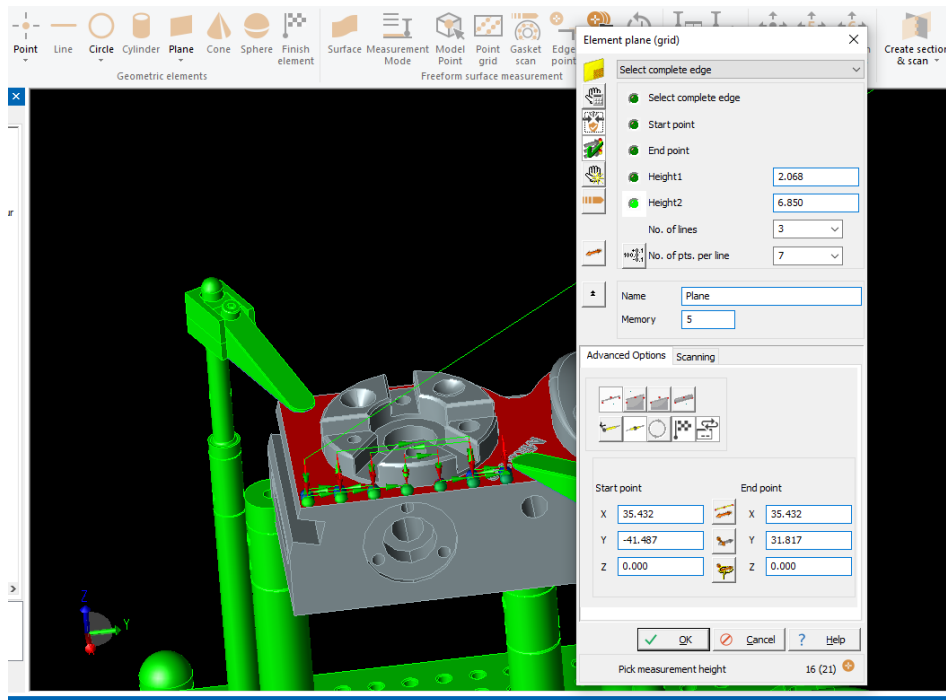 Point Line Circle Cylinder Plane Cone Sphere Finish element
Geometric elements
Surface Measurement Mode Model Point Point grid Gasket scan Edge point
Freeform surface measurement
Create section & scan
Element plane (grid)
Select complete edge
Select complete edge
Start point
End point
Height1 2.068
Height2 6.850
No. of lines 3
No. of pts. per line 7
Name Plane
Memory 5
Advanced Options Scanning
Start point End point
X 35.432 X 35.432
Y -41.487 Y 31.817
Z 0.000 Z 0.000
OK Cancel ? Help
Pick measurement height 16 (21)
Z
Y